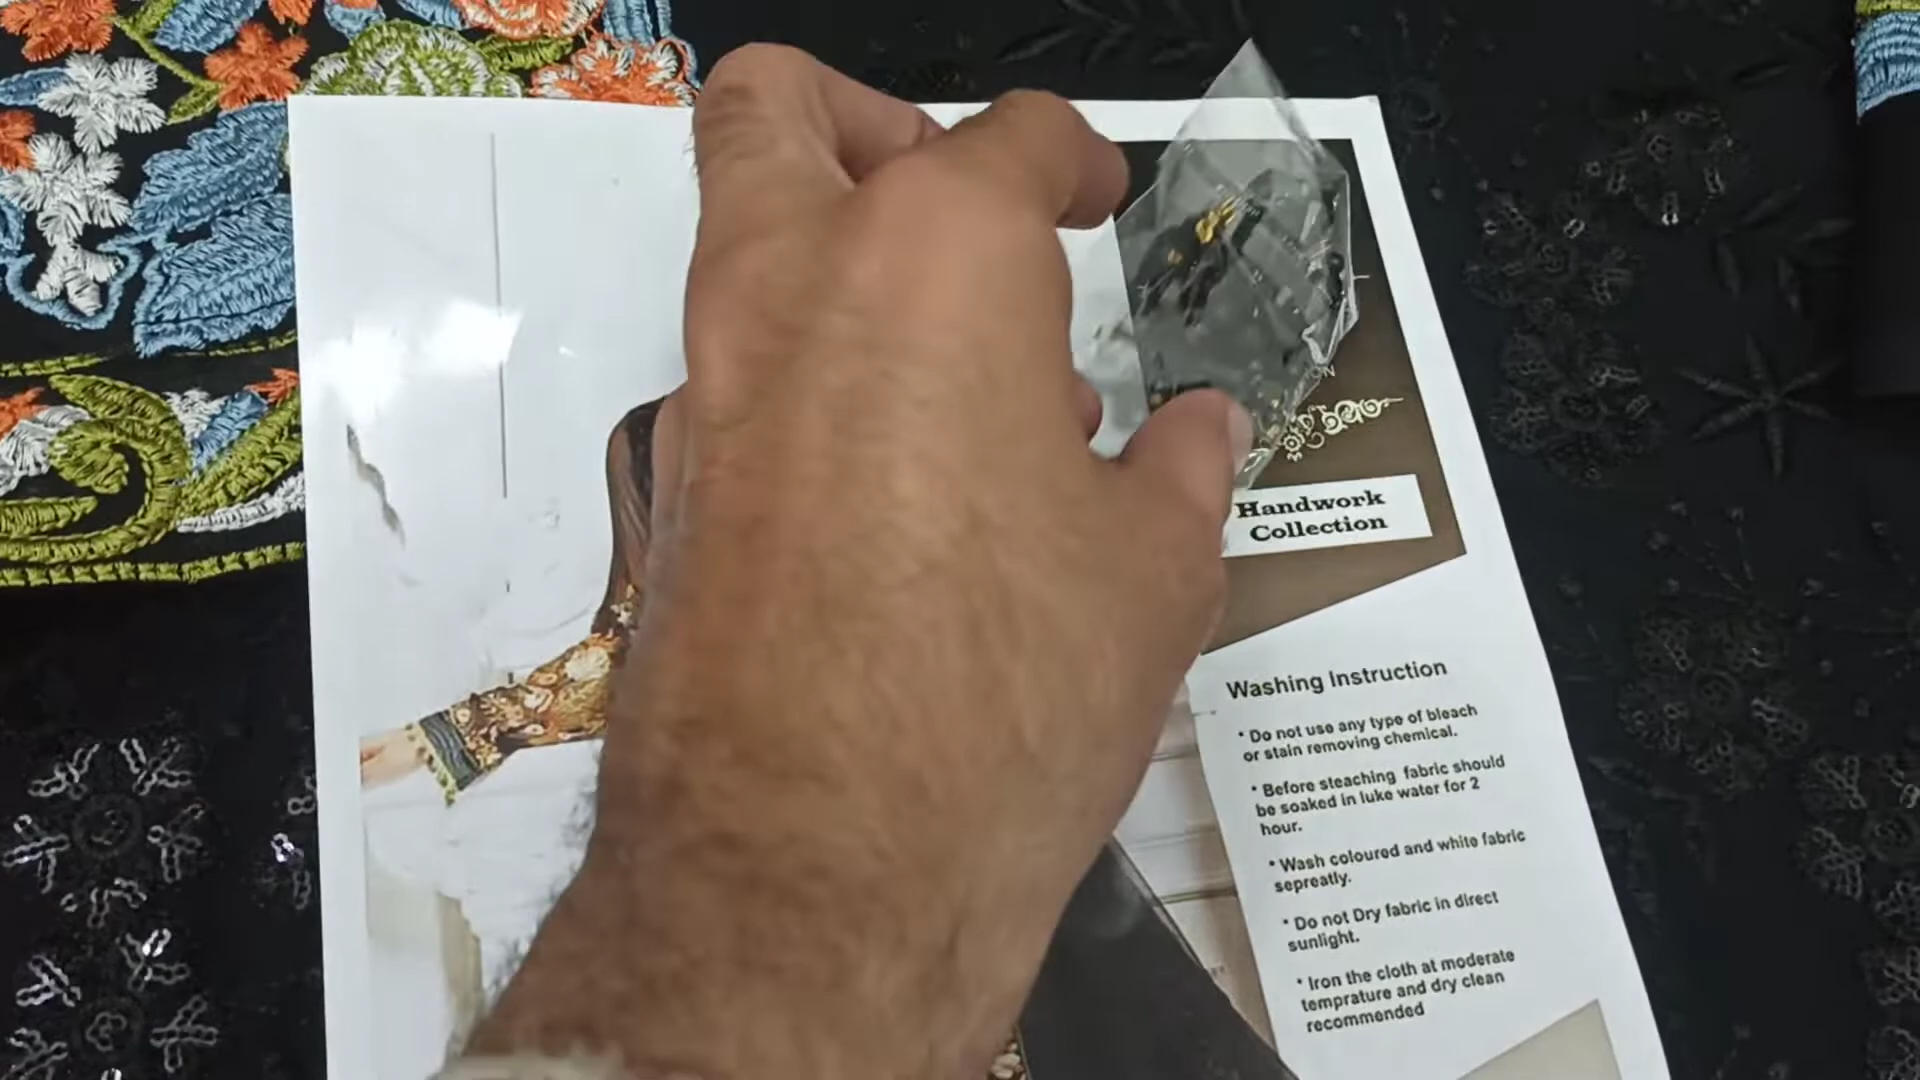 Handwork
Collection
Washing Instruction
• Do not use any type of bleach
or stain removing chemical.
• Before steaching fabric should
be soaked in luke water for 2
hour.
• Wash coloured and white fabric
sepreatly.
• Do not Dry fabric in direct
sunlight.
• Iron the cloth at moderate
temprature and dry clean
recommended